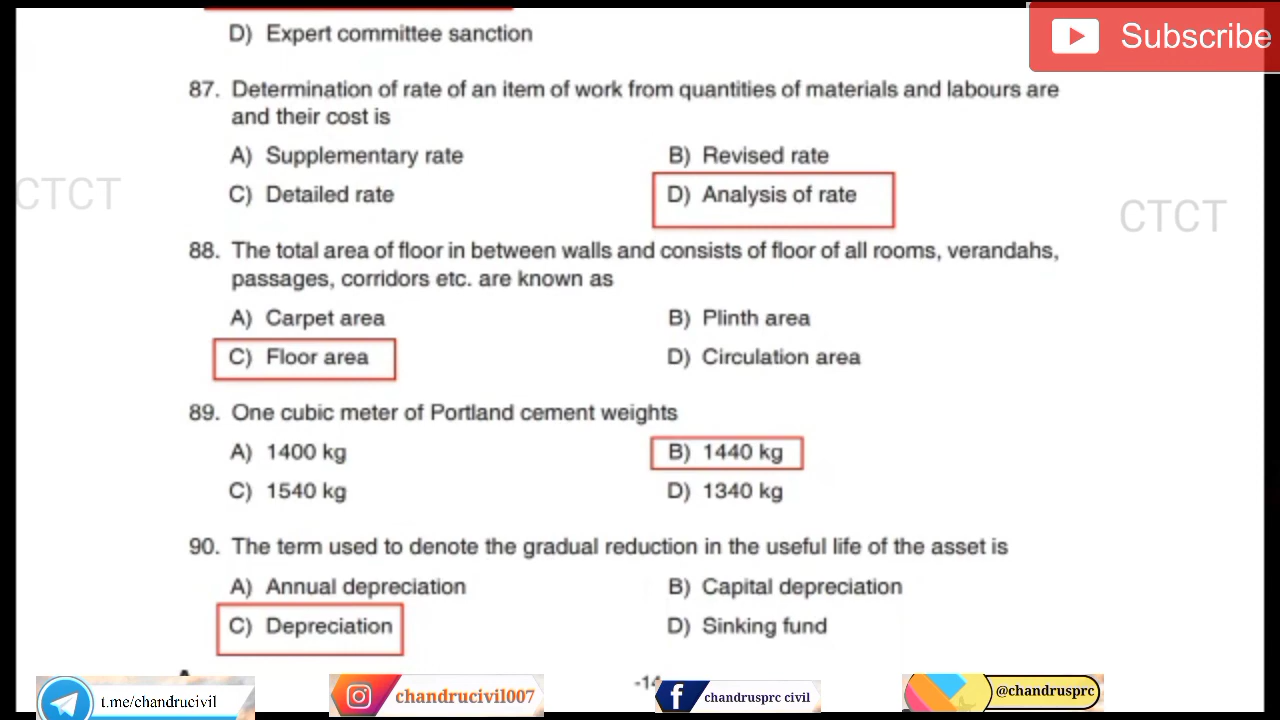 D) Expert committee sanction
Subscribe
87. Determination of rate of an item of work from quantities of materials and labours are
and their cost is
A) Supplementary rate B) Revised rate
C) Detailed rate D) Analysis of rate
CTCT
CTCT
88. The total area of floor in between walls and consists of floor of all rooms, verandahs,
passages, corridors etc. are known as
A) Carpet area B) Plinth area
C) Floor area D) Circulation area
89. One cubic meter of Portland cement weights
A) 1400 kg B) 1440 kg
C) 1540 kg D) 1340 kg
90. The term used to denote the gradual reduction in the useful life of the asset is
A) Annual depreciation B) Capital depreciation
C) Depreciation D) Sinking fund
t.me/chandrucivil
chandrucivil007
chandrusprc civil
@chandrusprc